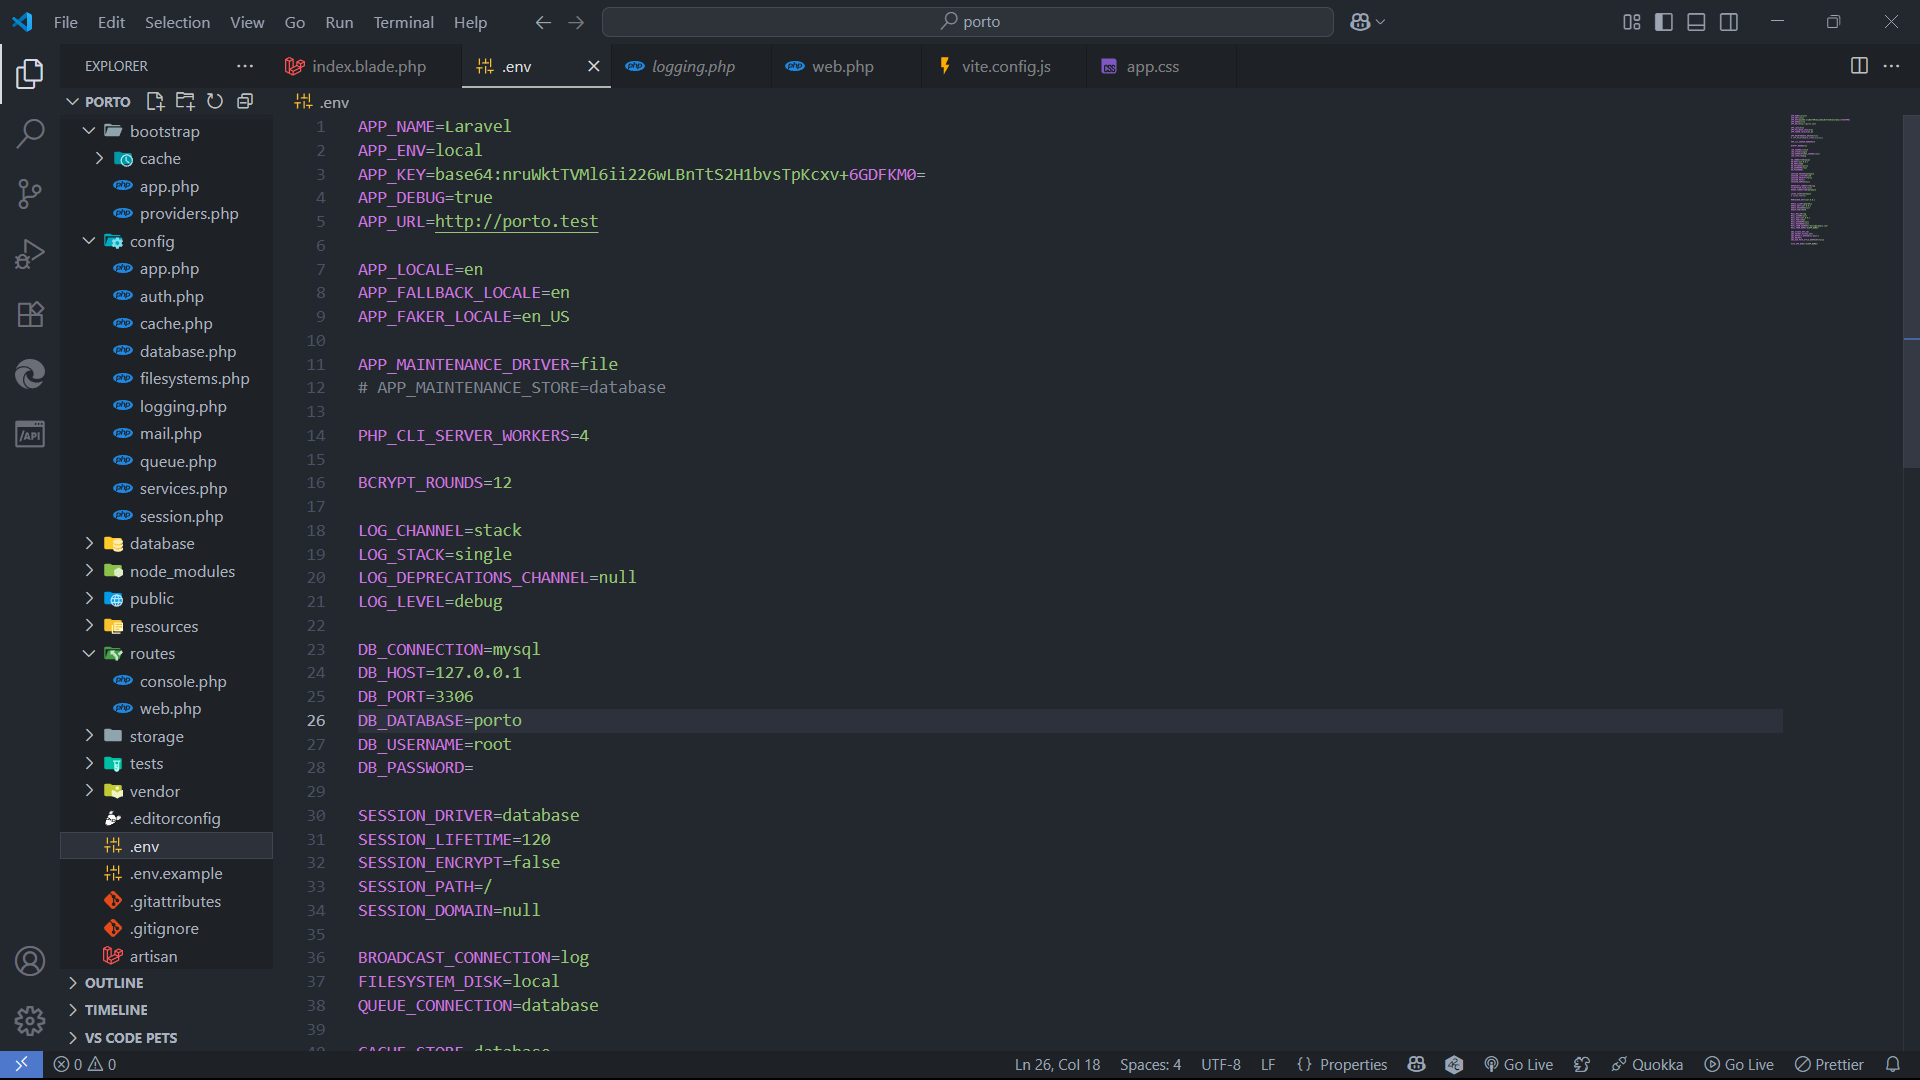 File Edit Selection View Go Run Terminal Help
porto
EXPLORER
index.blade.php
.env
logging.php
web.php
vite.config.js
app.css
PORTO
bootstrap
cache
app.php
providers.php
config
app.php
auth.php
cache.php
database.php
filesystems.php
logging.php
mail.php
queue.php
services.php
session.php
database
node_modules
public
resources
routes
console.php
web.php
storage
tests
vendor
.editorconfig
.env
.env.example
.gitattributes
.gitignore
artisan
OUTLINE
TIMELINE
VS CODE PETS
.env
1 APP_NAME=Laravel
2 APP_ENV=local
3 APP_KEY=base64:nruWktTVMl6ii226wLBnTtS2H1bvsTpKcxv+6GDFKM0=
4 APP_DEBUG=true
5 APP_URL=http://porto.test
6
7 APP_LOCALE=en
8 APP_FALLBACK_LOCALE=en
9 APP_FAKER_LOCALE=en_US
10
11 APP_MAINTENANCE_DRIVER=file
12 # APP_MAINTENANCE_STORE=database
13
14 PHP_CLI_SERVER_WORKERS=4
15
16 BCRYPT_ROUNDS=12
17
18 LOG_CHANNEL=stack
19 LOG_STACK=single
20 LOG_DEPRECATIONS_CHANNEL=null
21 LOG_LEVEL=debug
22
23 DB_CONNECTION=mysql
24 DB_HOST=127.0.0.1
25 DB_PORT=3306
26 DB_DATABASE=porto
27 DB_USERNAME=root
28 DB_PASSWORD=
29
30 SESSION_DRIVER=database
31 SESSION_LIFETIME=120
32 SESSION_ENCRYPT=false
33 SESSION_PATH=/
34 SESSION_DOMAIN=null
35
36 BROADCAST_CONNECTION=log
37 FILESYSTEM_DISK=local
38 QUEUE_CONNECTION=database
39
40 CACHE_STORE=database
0 0 Ln 26, Col 18 Spaces: 4 UTF-8 LF {} Properties Go Live Quokka Go Live Prettier